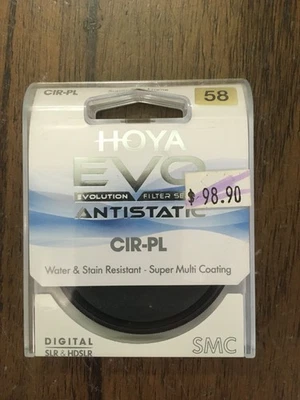 CIR-PL 58
HOYA
EVO
EVOLUTION FILTER SE
$ 98.90
ANTISTATIC
CIR-PL
Water & Stain Resistant - Super Multi Coating
DIGITAL
SLR & HDSLR SMC